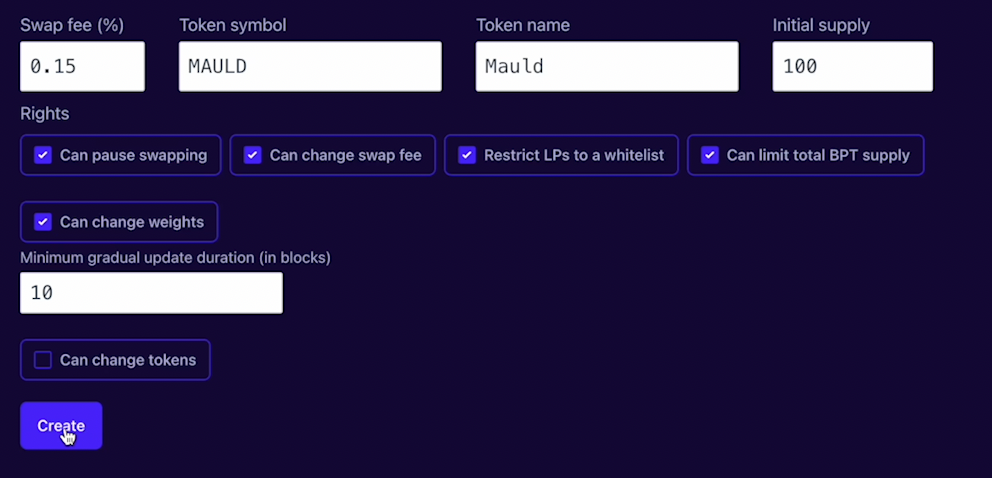 Swap fee (%) Token symbol Token name Initial supply
0.15 MAULD Mauld 100
Rights
Can pause swapping Can change swap fee Restrict LPs to a whitelist Can limit total BPT supply
Can change weights
Minimum gradual update duration (in blocks)
10
Can change tokens
Create